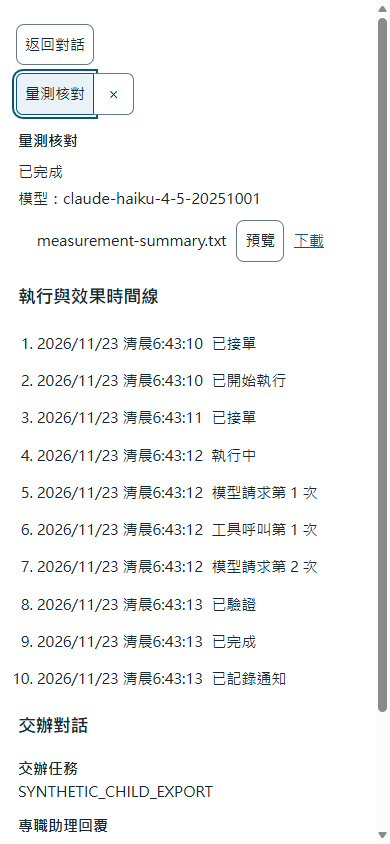 返回對話
量測核對 ×
量測核對
已完成
模型：claude-haiku-4-5-20251001
measurement-summary.txt 預覽 下載
執行與效果時間線
1. 2026/11/23 清晨6:43:10 已接單
2. 2026/11/23 清晨6:43:10 已開始執行
3. 2026/11/23 清晨6:43:11 已接單
4. 2026/11/23 清晨6:43:12 執行中
5. 2026/11/23 清晨6:43:12 模型請求第 1 次
6. 2026/11/23 清晨6:43:12 工具呼叫第 1 次
7. 2026/11/23 清晨6:43:12 模型請求第 2 次
8. 2026/11/23 清晨6:43:13 已驗證
9. 2026/11/23 清晨6:43:13 已完成
10. 2026/11/23 清晨6:43:13 已記錄通知
交辦對話
交辦任務
SYNTHETIC_CHILD_EXPORT
專職助理回覆